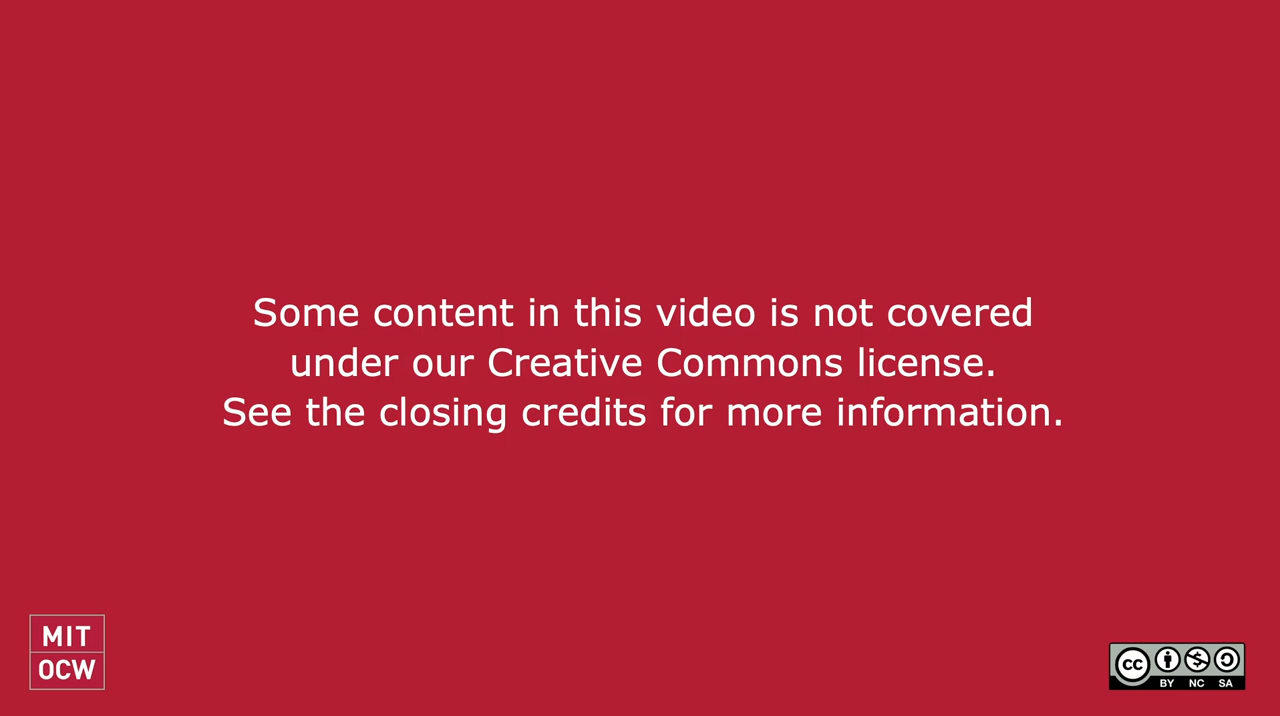 Some content in this video is not covered
under our Creative Commons license.
See the closing credits for more information.
MIT
OCW
cc
BY NC SA